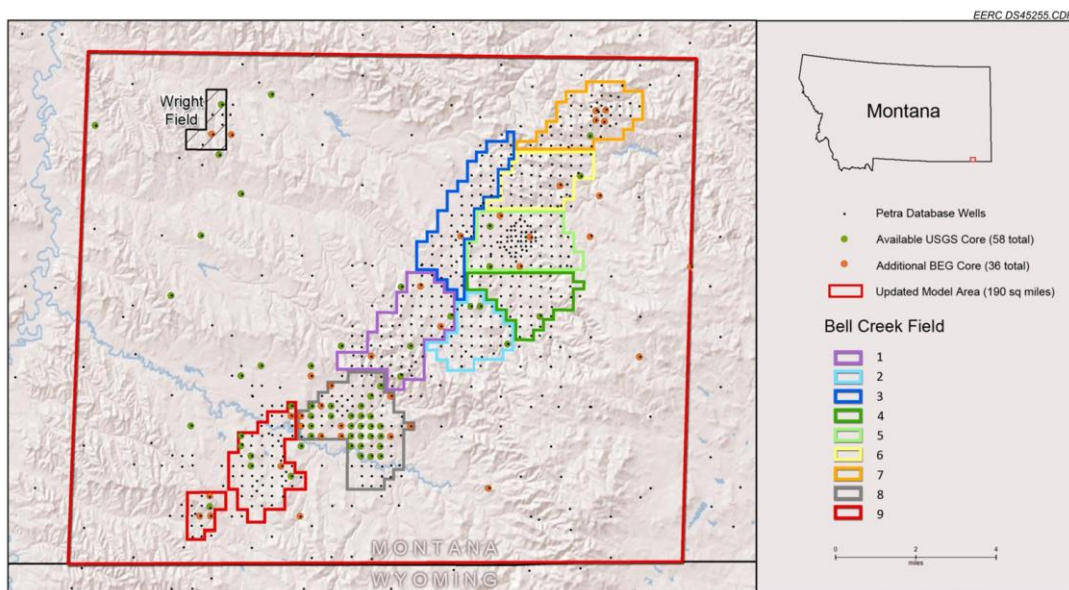 EERC DS45255.CDR
Wright
Field
MONTANA
WYOMING
Montana
Petra Database Wells
Available USGS Core (58 total)
Additional BEG Core (36 total)
Updated Model Area (190 sq miles)
Bell Creek Field
1
2
3
4
5
6
7
8
9
0 2 4
miles